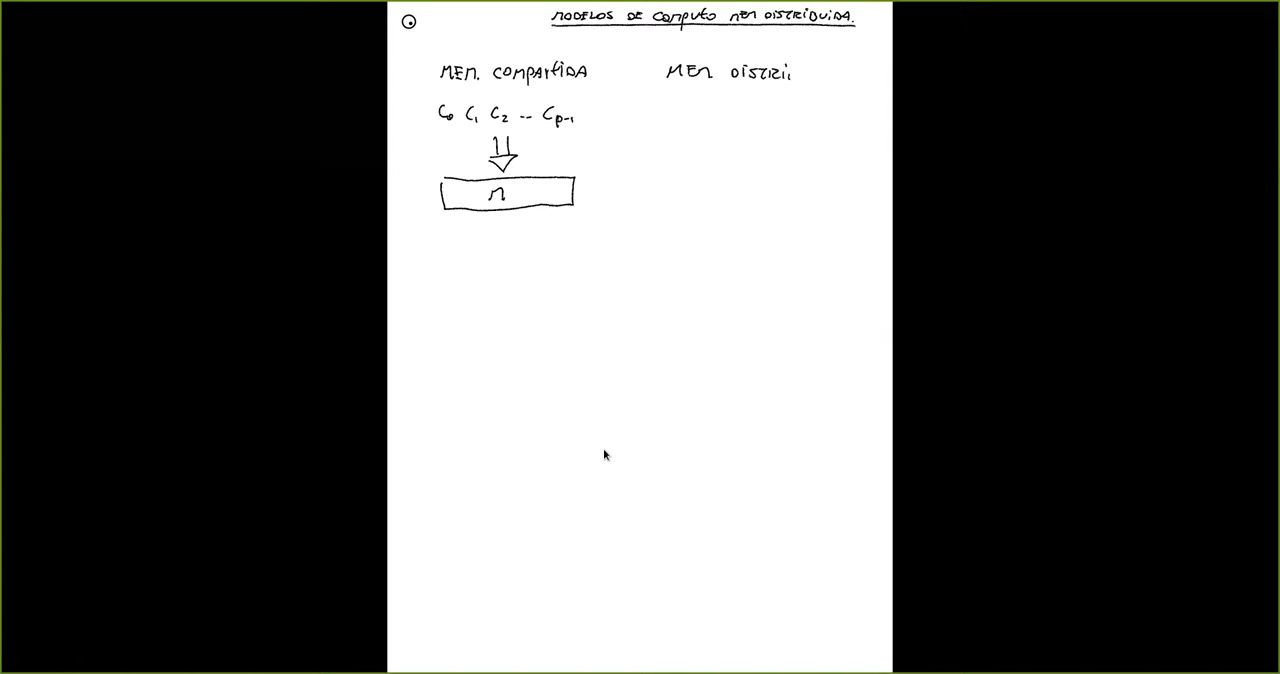 MODELOS DE COMPUTO MEM DISTRIBUIDA.
MEM. COMPARTIDA MEM DISTRI
C0 C1 C2 -- Cp-1
M